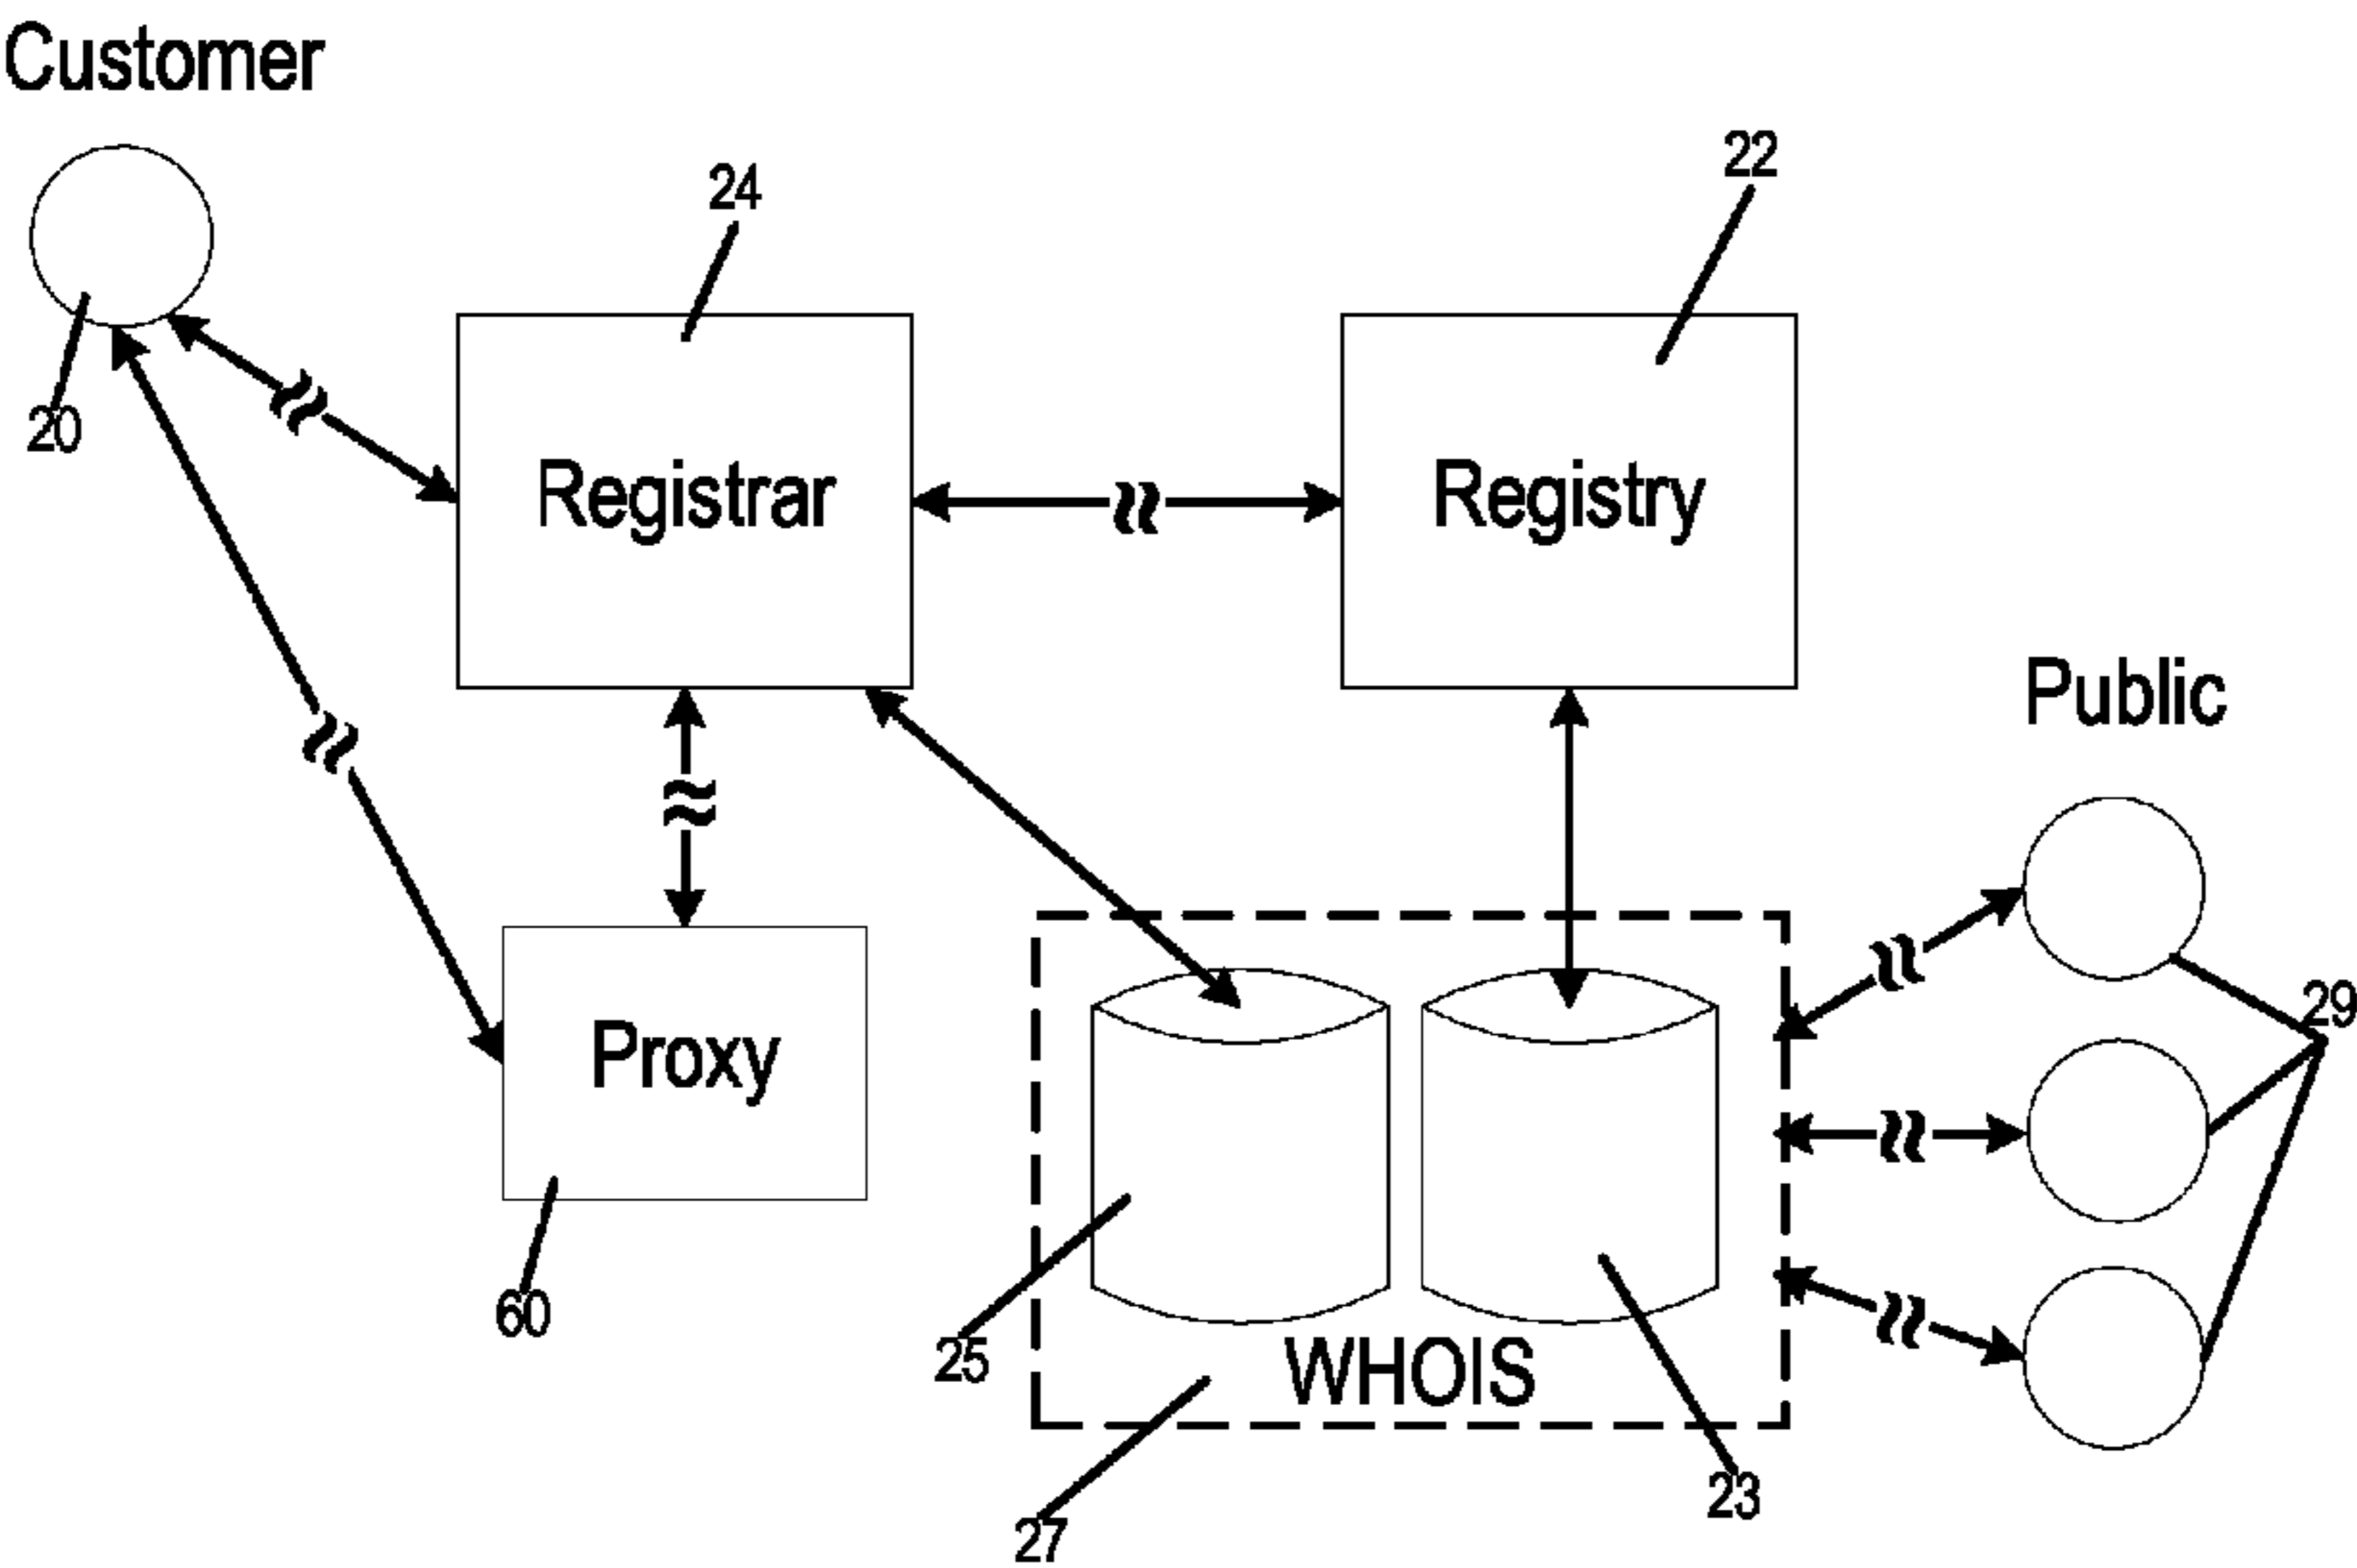 Customer
22
24
20
Registrar
Registry
Public
29
Proxy
60
25
WHOIS
23
27